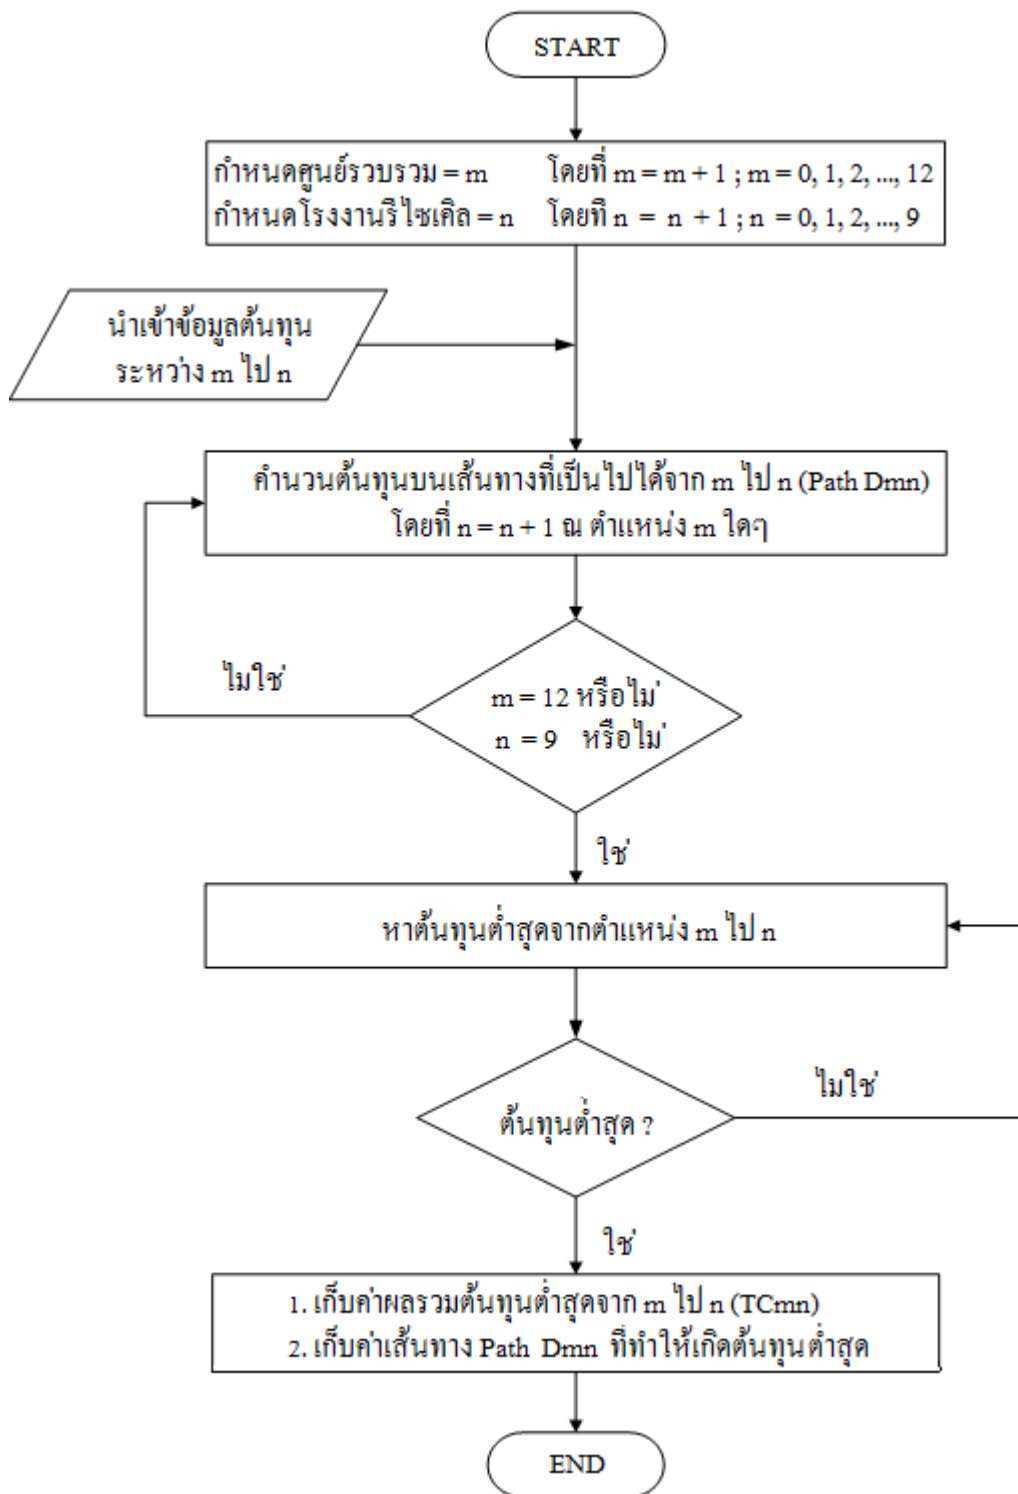 START
กำหนดศูนย์รวบรวม = m โดยที่ m = m + 1 ; m = 0, 1, 2, ..., 12
กำหนดโรงงานรีไซเคิล = n โดยที่ n = n + 1 ; n = 0, 1, 2, ..., 9
นำเข้าข้อมูลต้นทุน
ระหว่าง m ไป n
คำนวนต้นทุนบนเส้นทางที่เป็นไปได้จาก m ไป n (Path Dmn)
โดยที่ n = n + 1 ณ ตำแหน่ง m ใดๆ
ไม่ใช่
m = 12 หรือไม่
n = 9 หรือไม่
ใช่
หาต้นทุนต่ำสุดจากตำแหน่ง m ไป n
ไม่ใช่
ต้นทุนต่ำสุด ?
ใช่
1. เก็บค่าผลรวมต้นทุนต่ำสุดจาก m ไป n (TCmn)
2. เก็บค่าเส้นทาง Path Dmn ที่ทำให้เกิดต้นทุนต่ำสุด
END